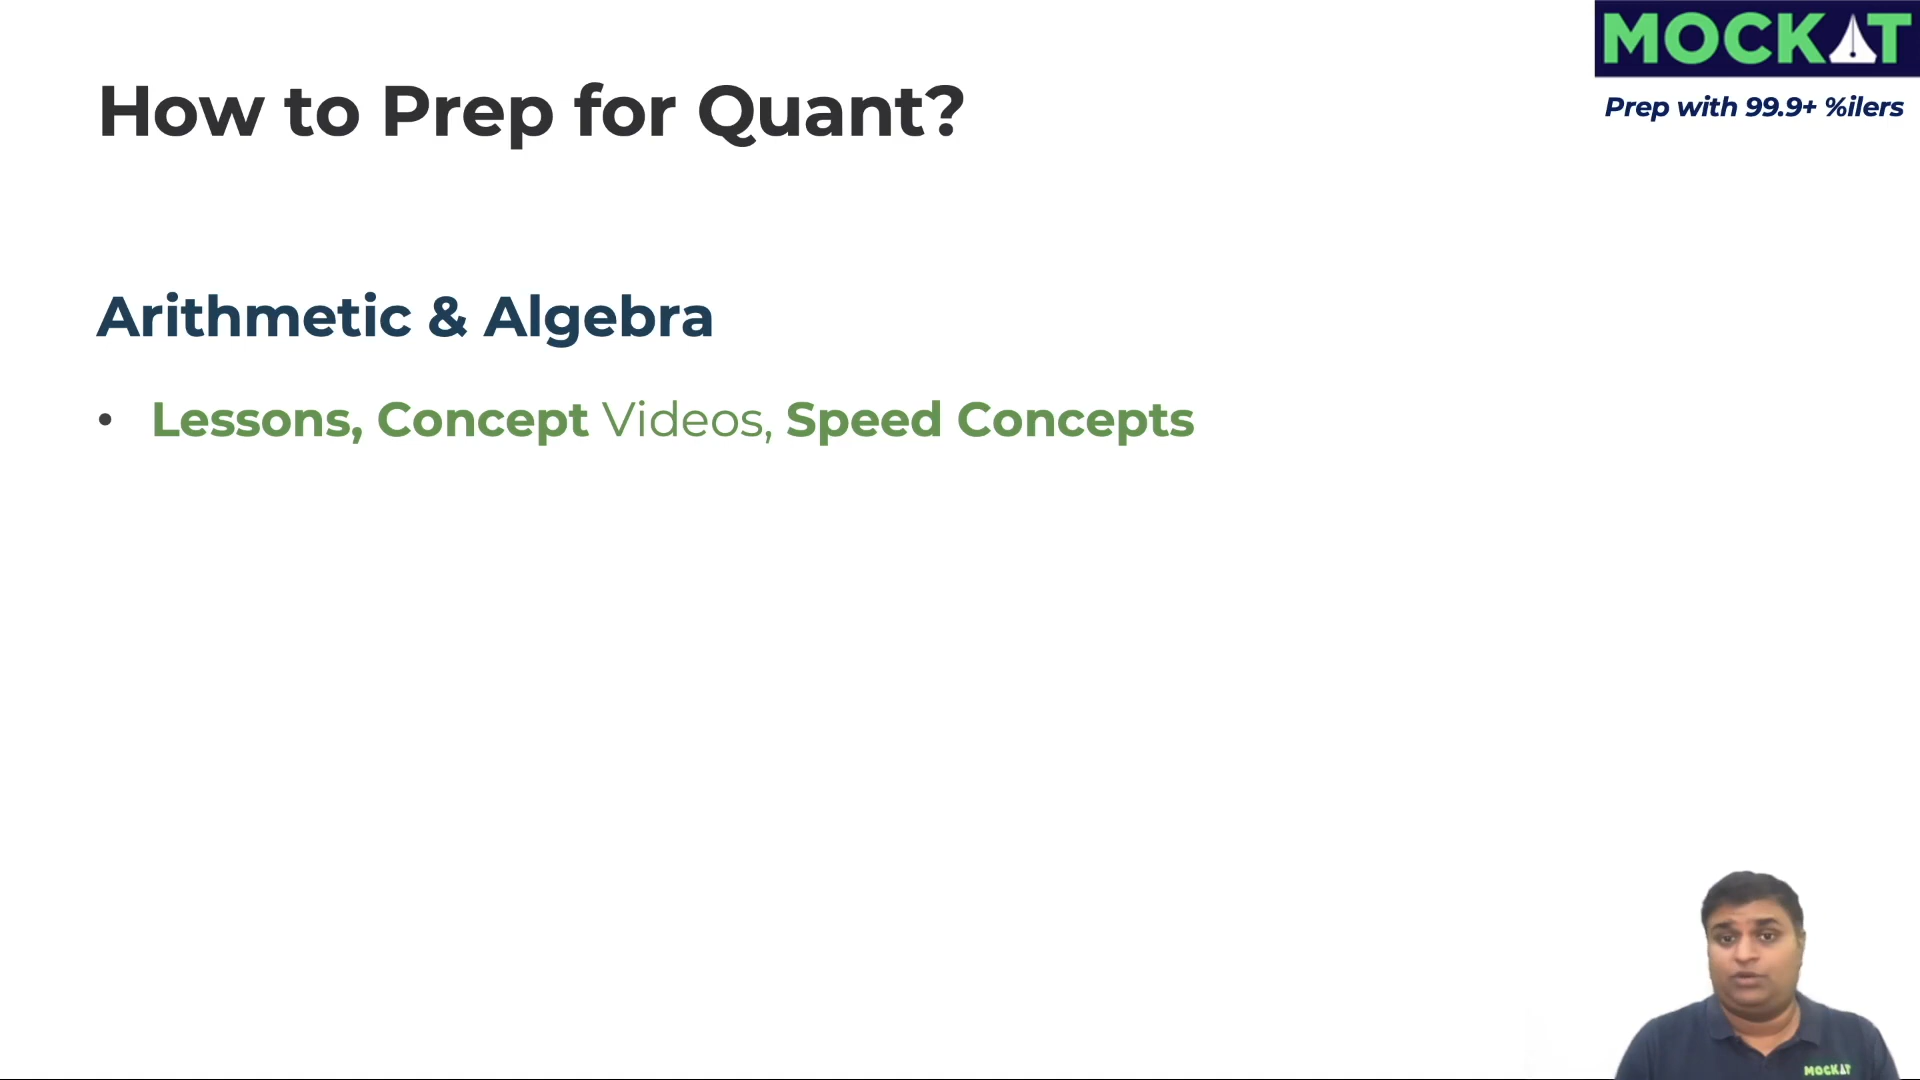 MOCKAT
Prep with 99.9+ %ilers
How to Prep for Quant?
Arithmetic & Algebra
• Lessons, Concept Videos, Speed Concepts
MOCKAT